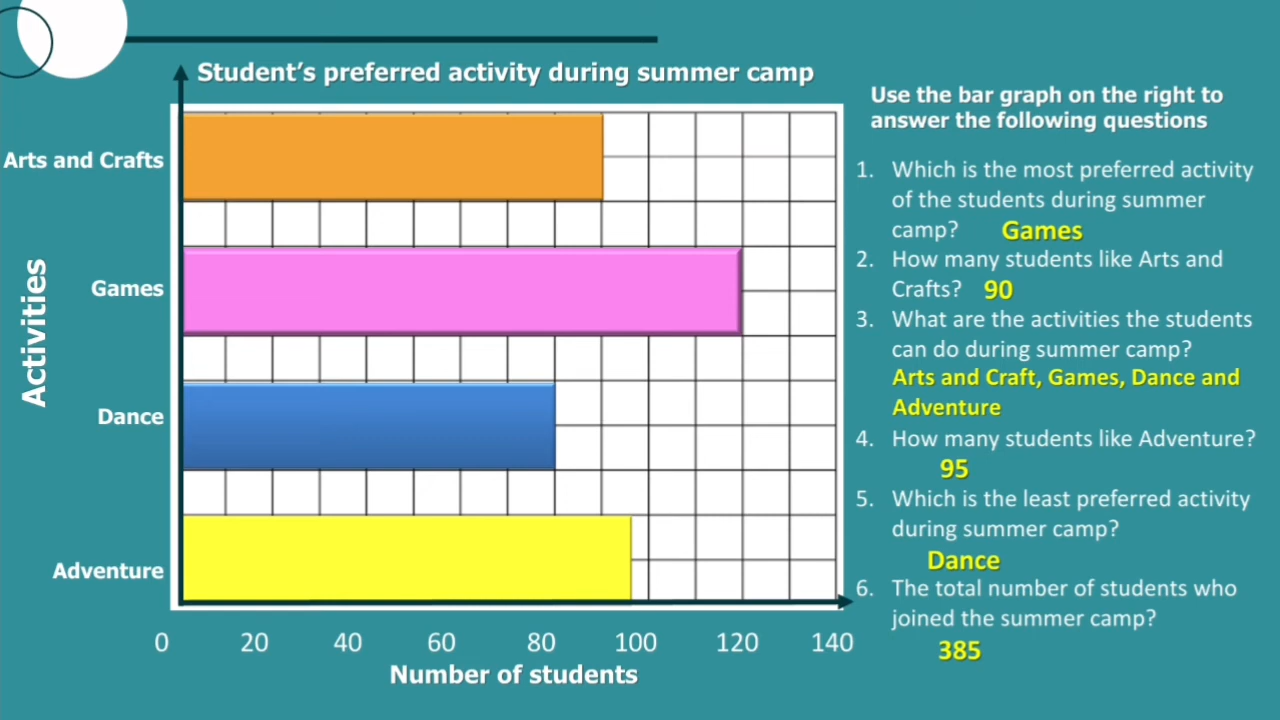 Student's preferred activity during summer camp
Activities
Arts and Crafts
Games
Dance
Adventure
0 20 40 60 80 100 120 140
Number of students
Use the bar graph on the right to
answer the following questions
1. Which is the most preferred activity
of the students during summer
camp? Games
2. How many students like Arts and
Crafts? 90
3. What are the activities the students
can do during summer camp?
Arts and Craft, Games, Dance and
Adventure
4. How many students like Adventure?
95
5. Which is the least preferred activity
during summer camp?
Dance
6. The total number of students who
joined the summer camp?
385